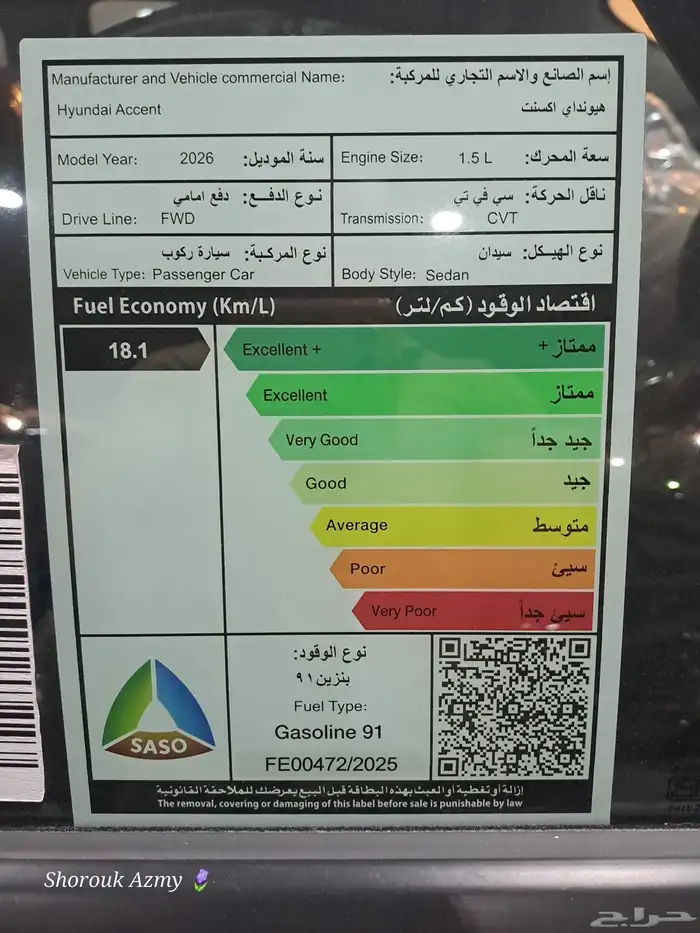 Manufacturer and Vehicle commercial Name: إسم الصانع والاسم التجاري للمركبة:
Hyundai Accent هيونداي اكسنت
Model Year: 2026 سنة الموديل:
Engine Size: 1.5 L سعة المحرك:
نوع الدفع: دفع امامي
Drive Line: FWD
ناقل الحركة: سي في تي
Transmission: CVT
نوع المركبة: سيارة ركوب
Vehicle Type: Passenger Car
نوع الهيكل: سيدان
Body Style: Sedan
Fuel Economy (Km/L) اقتصاد الوقود (كم/لتر)
18.1
Excellent + ممتاز +
Excellent ممتاز
Very Good جيد جداً
Good جيد
Average متوسط
Poor سيئ
Very Poor سيئ جداً
SASO
نوع الوقود:
بنزين ٩١
Fuel Type:
Gasoline 91
FE00472/2025
إزالة أو تغطية أو العبث بهذه البطاقة قبل البيع يعرضك للملاحقة القانونية
The removal, covering or damaging of this label before sale is punishable by law
Shorouk Azmy
حراج